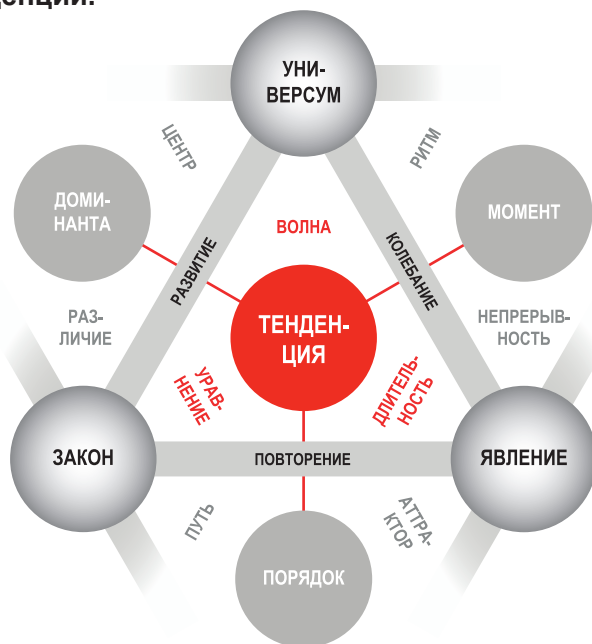 денции.
УНИ-
ВЕРСУМ
ЦЕНТР
РИТМ
ДОМИ-
НАНТА
МОМЕНТ
ВОЛНА
РАЗВИТИЕ
КОЛЕБАНИЕ
РАЗ-
ЛИЧИЕ
ТЕНДЕН-
ЦИЯ
НЕПРЕРЫВ-
НОСТЬ
УРАВ-
НЕНИЕ
ДЛИТЕЛЬ-
НОСТЬ
ЗАКОН
ПОВТОРЕНИЕ
ЯВЛЕНИЕ
ПУТЬ
АТТРА-
КТОР
ПОРЯДОК